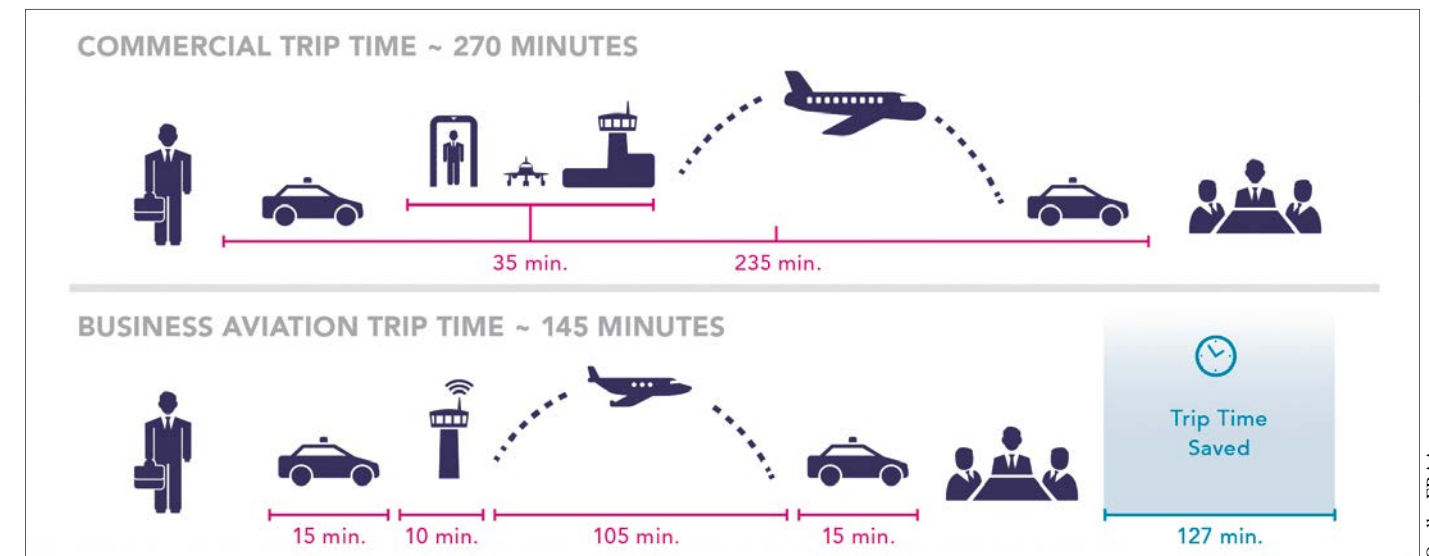 COMMERCIAL TRIP TIME ~ 270 MINUTES
35 min.
235 min.
BUSINESS AVIATION TRIP TIME ~ 145 MINUTES
Trip Time
Saved
15 min.
10 min.
105 min.
15 min.
127 min.